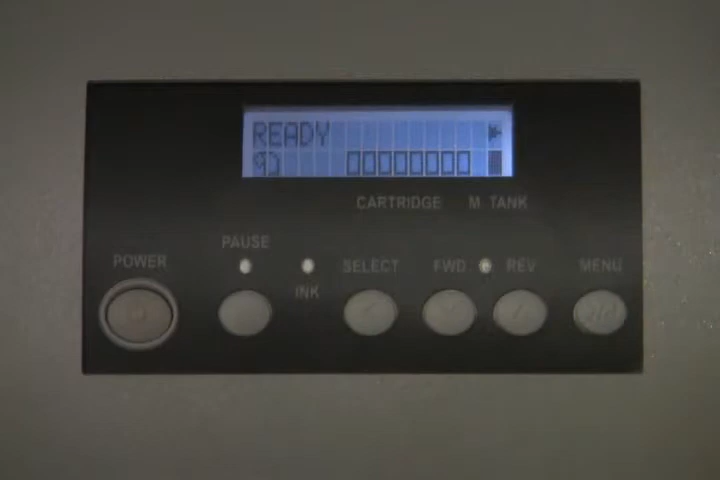 READY
CARTRIDGE M TANK
PAUSE
POWER SELECT FWD REV MENU
INK